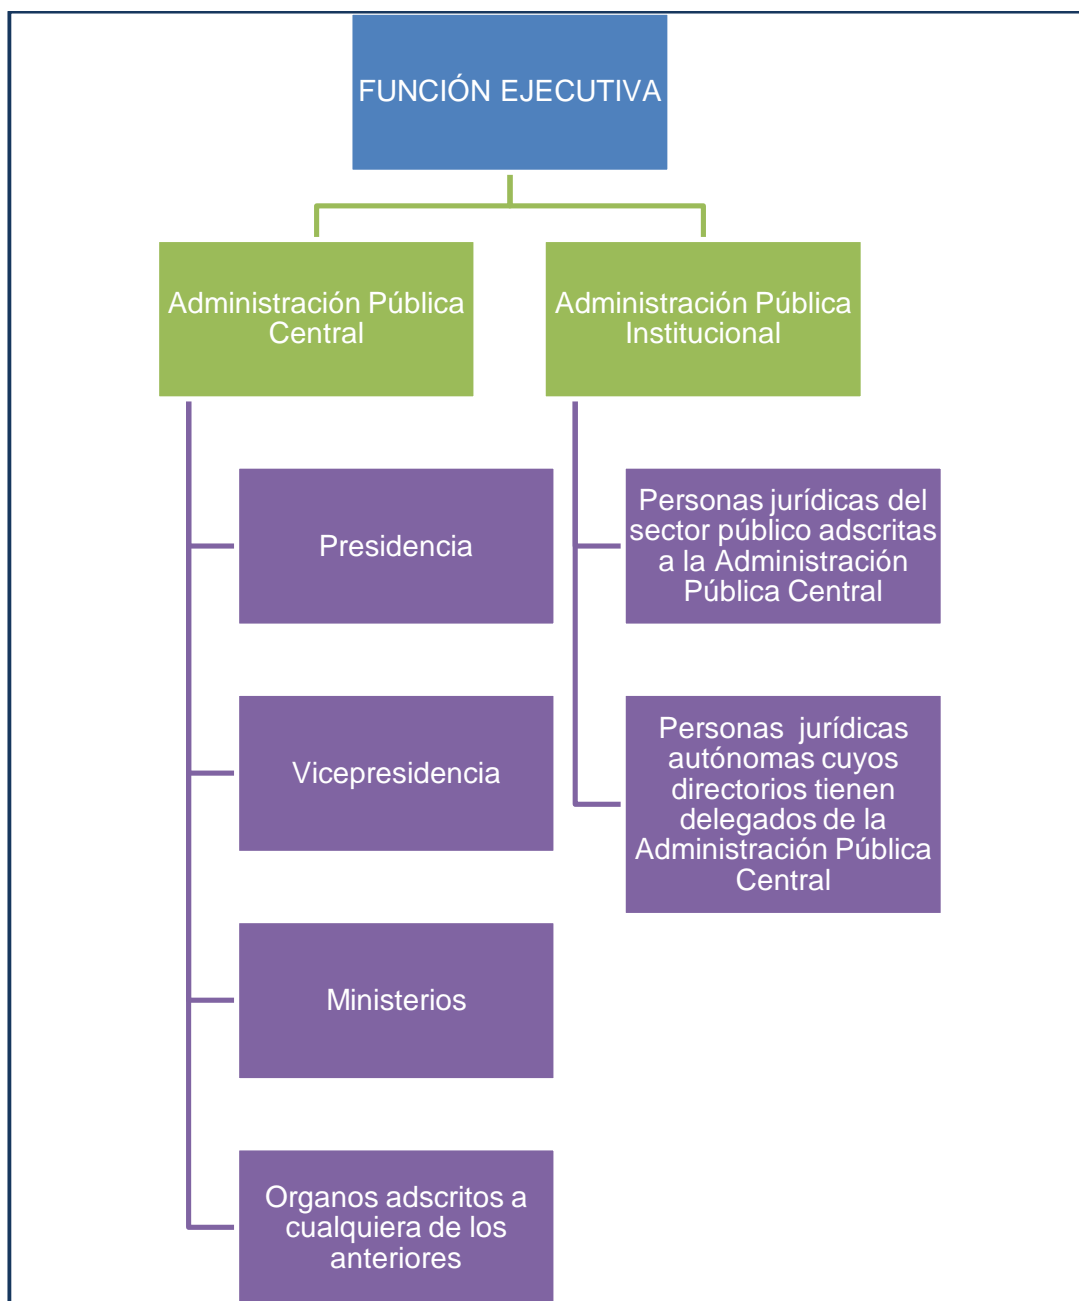 FUNCIÓN EJECUTIVA
Administración Pública
Central
Administración Pública
Institucional
Presidencia
Personas jurídicas del
sector público adscritas
a la Administración
Pública Central
Vicepresidencia
Personas  jurídicas
autónomas cuyos
directorios tienen
delegados de la
Administración Pública
Central
Ministerios
Organos adscritos a
cualquiera de los
anteriores